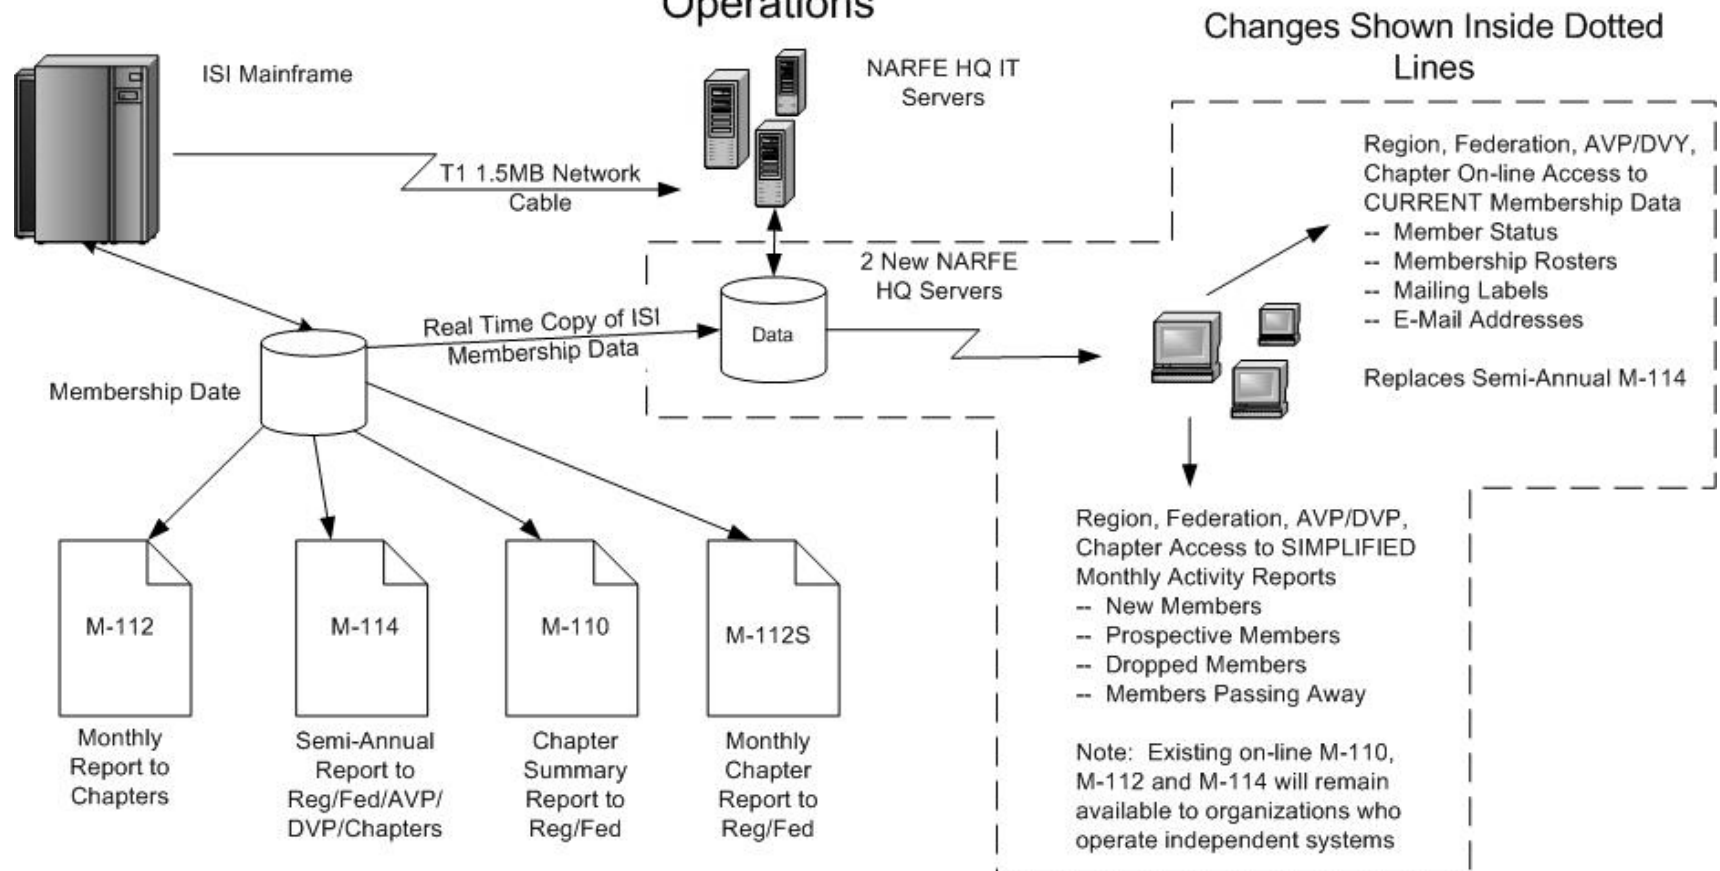 Operations
Changes Shown Inside Dotted
Lines
ISI Mainframe
NARFE HQ IT
Servers
T1 1.5MB Network
Cable
Region, Federation, AVP/DVY,
Chapter On-line Access to
CURRENT Membership Data
-- Member Status
-- Membership Rosters
-- Mailing Labels
-- E-Mail Addresses
Replaces Semi-Annual M-114
2 New NARFE
HQ Servers
Real Time Copy of ISI
Membership Data
Data
Membership Date
M-112
M-114
M-110
M-112S
Monthly
Report to
Chapters
Semi-Annual
Report to
Reg/Fed/AVP/
DVP/Chapters
Chapter
Summary
Report to
Reg/Fed
Monthly
Chapter
Report to
Reg/Fed
Region, Federation, AVP/DVP,
Chapter Access to SIMPLIFIED
Monthly Activity Reports
-- New Members
-- Prospective Members
-- Dropped Members
-- Members Passing Away
Note: Existing on-line M-110,
M-112 and M-114 will remain
available to organizations who
operate independent systems